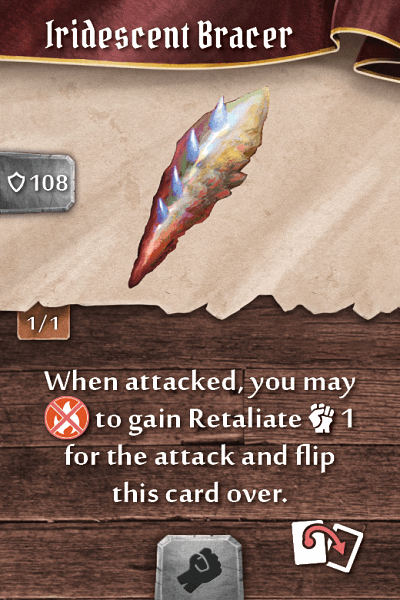 Iridescent Bracer
108
1/1
When attacked, you may
to gain Retaliate 1
for the attack and flip
this card over.